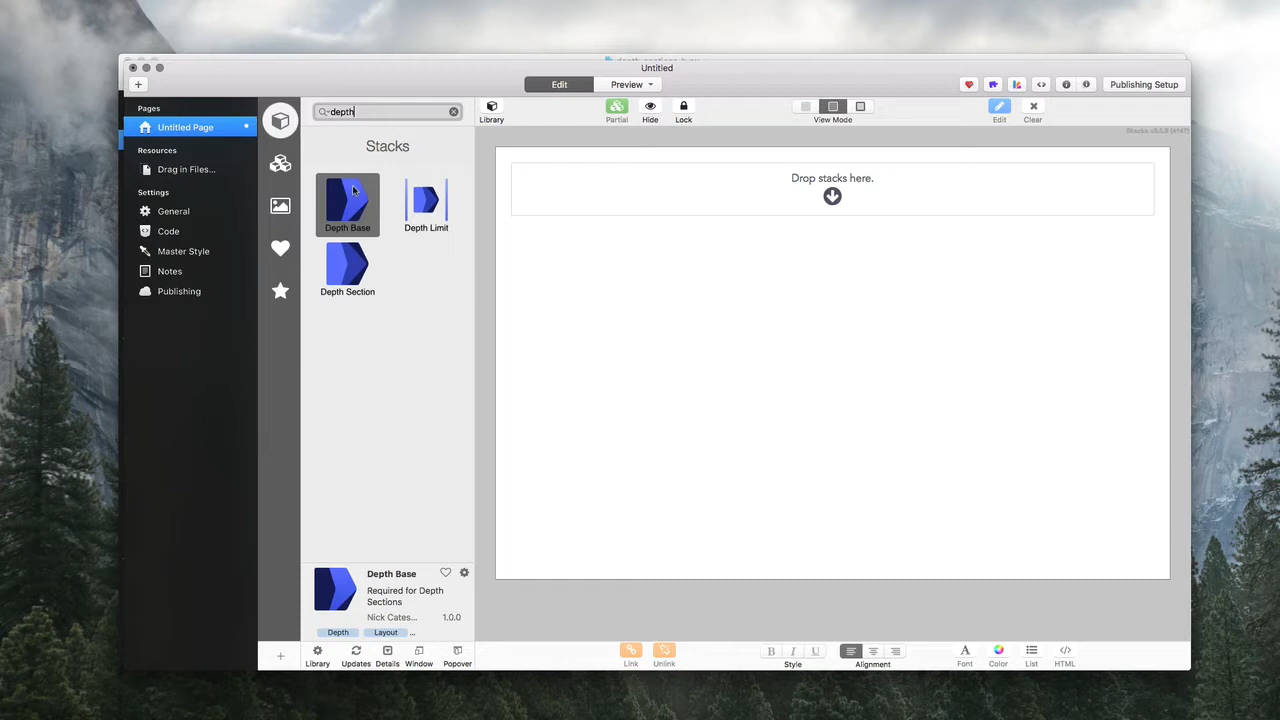 Untitled
+
Edit
Preview
Publishing Setup
Pages
Untitled Page
Resources
Drag in Files...
Settings
General
Code
Master Style
Notes
Publishing
depth
Stacks
Depth Base
Depth Limit
Depth Section
Depth Base
Required for Depth
Sections
Nick Cates...
1.0.0
Depth
Layout
...
+
Library
Updates
Details
Window
Popover
Library
Partial
Hide
Lock
View Mode
Edit
Clear
Drop stacks here.
Link
Unlink
B I U
Style
Alignment
A
Font
Color
List
HTML